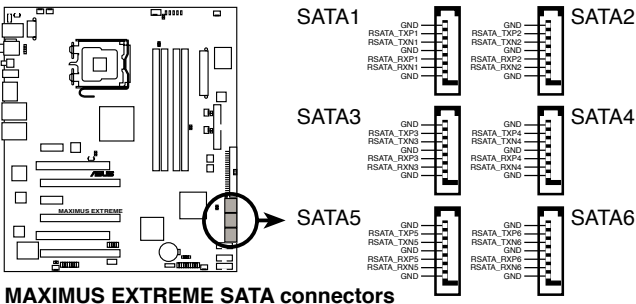 SATA1
GND
RSATA_TXP1
RSATA_TXN1
GND
RSATA_RXP1
RSATA_RXN1
GND
SATA2
GND
RSATA_TXP2
RSATA_TXN2
GND
RSATA_RXP2
RSATA_RXN2
GND
SATA3
GND
RSATA_TXP3
RSATA_TXN3
GND
RSATA_RXP3
RSATA_RXN3
GND
SATA4
GND
RSATA_TXP4
RSATA_TXN4
GND
RSATA_RXP4
RSATA_RXN4
GND
SATA5
GND
RSATA_TXP5
RSATA_TXN5
GND
RSATA_RXP5
RSATA_RXN5
GND
SATA6
GND
RSATA_TXP6
RSATA_TXN6
GND
RSATA_RXP6
RSATA_RXN6
GND
ASUS
MAXIMUS EXTREME
MAXIMUS EXTREME SATA connectors